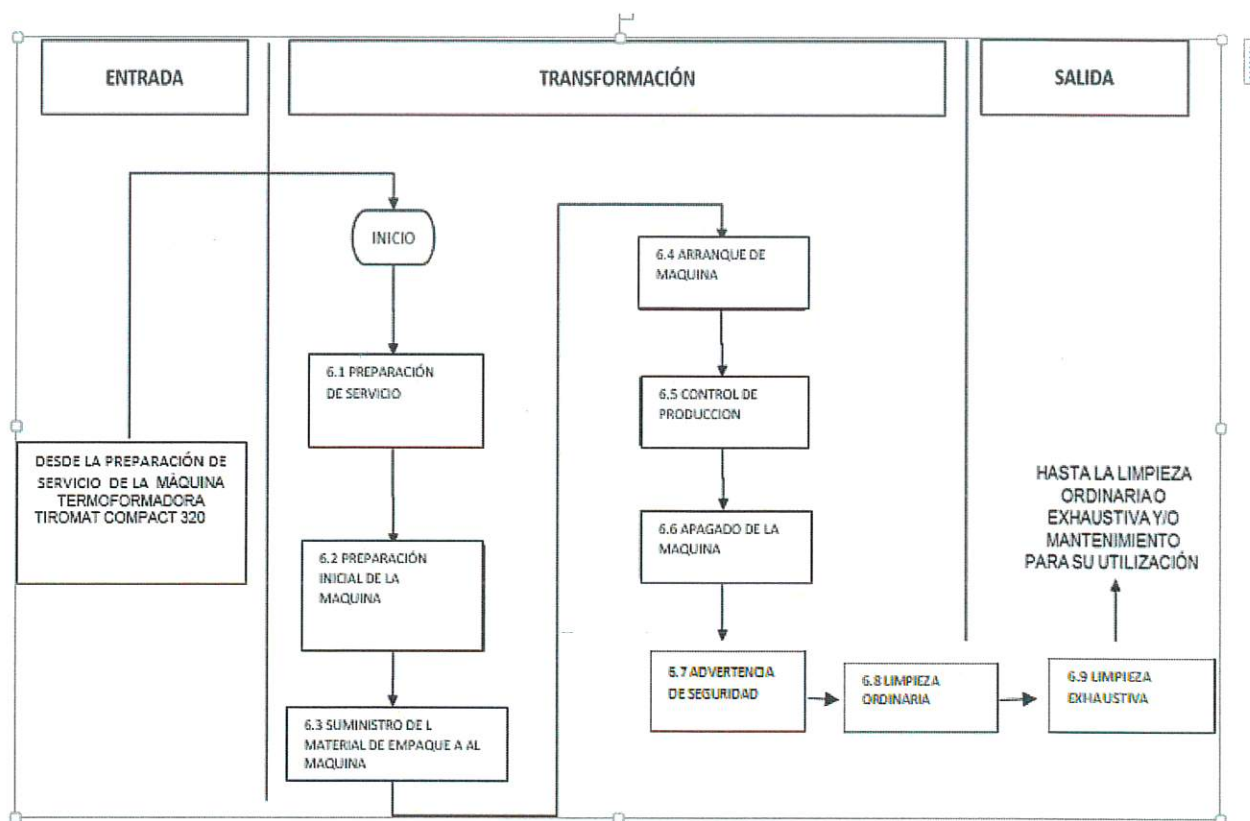 ENTRADA
TRANSFORMACIÓN
SALIDA
DESDE LA PREPARACIÓN DE
SERVICIO DE LA MÁQUINA
TERMOFORMADORA
TIROMAT COMPACT 320
INICIO
6.1 PREPARACIÓN
DE SERVICIO
6.2 PREPARACIÓN
INICIAL DE LA
MAQUINA
6.3 SUMINISTRO DE L
MATERIAL DE EMPAQUE A AL
MAQUINA
6.4 ARRANQUE DE
MAQUINA
6.5 CONTROL DE
PRODUCCION
6.6 APAGADO DE LA
MAQUINA
6.7 ADVERTENCIA
DE SEGURIDAD
6.8 LIMPIEZA
ORDINARIA
6.9 LIMPIEZA
EXHAUSTIVA
HASTA LA LIMPIEZA
ORDINARIA O
EXHAUSTIVA Y/O
MANTENIMIENTO
PARA SU UTILIZACIÓN